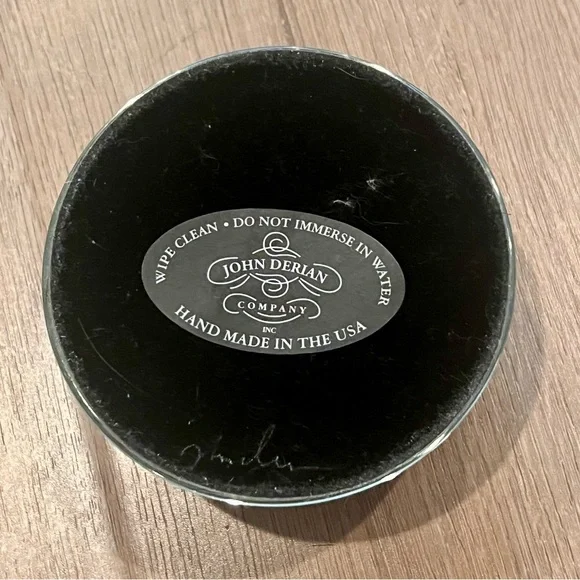 WIPE CLEAN • DO NOT IMMERSE IN WATER
JOHN DERIAN
COMPANY
INC
HAND MADE IN THE USA